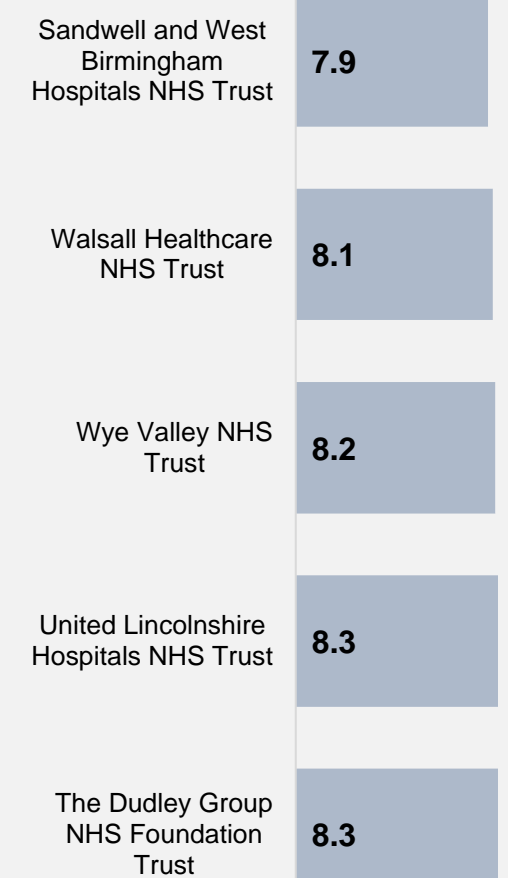 Sandwell and West
Birmingham
Hospitals NHS Trust
7.9
Walsall Healthcare
NHS Trust
8.1
Wye Valley NHS
Trust
8.2
United Lincolnshire
Hospitals NHS Trust
8.3
The Dudley Group
NHS Foundation
Trust
8.3